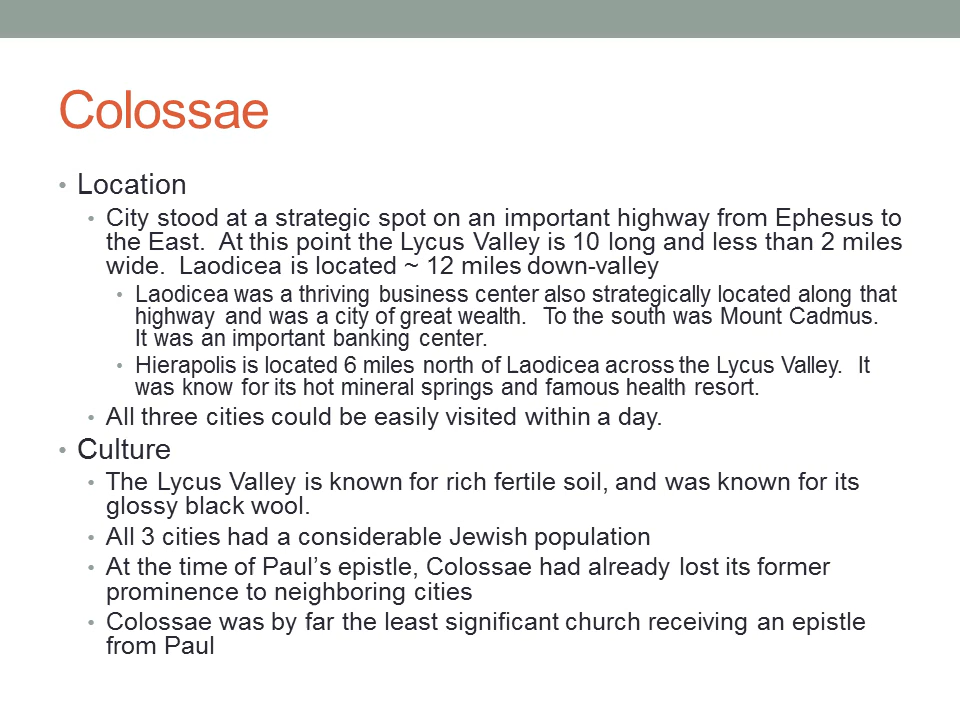 Colossae
• Location
• City stood at a strategic spot on an important highway from Ephesus to
the East.  At this point the Lycus Valley is 10 long and less than 2 miles
wide.  Laodicea is located ~ 12 miles down-valley
• Laodicea was a thriving business center also strategically located along that
highway and was a city of great wealth.  To the south was Mount Cadmus.
It was an important banking center.
• Hierapolis is located 6 miles north of Laodicea across the Lycus Valley.  It
was know for its hot mineral springs and famous health resort.
• All three cities could be easily visited within a day.
• Culture
• The Lycus Valley is known for rich fertile soil, and was known for its
glossy black wool.
• All 3 cities had a considerable Jewish population
• At the time of Paul’s epistle, Colossae had already lost its former
prominence to neighboring cities
• Colossae was by far the least significant church receiving an epistle
from Paul